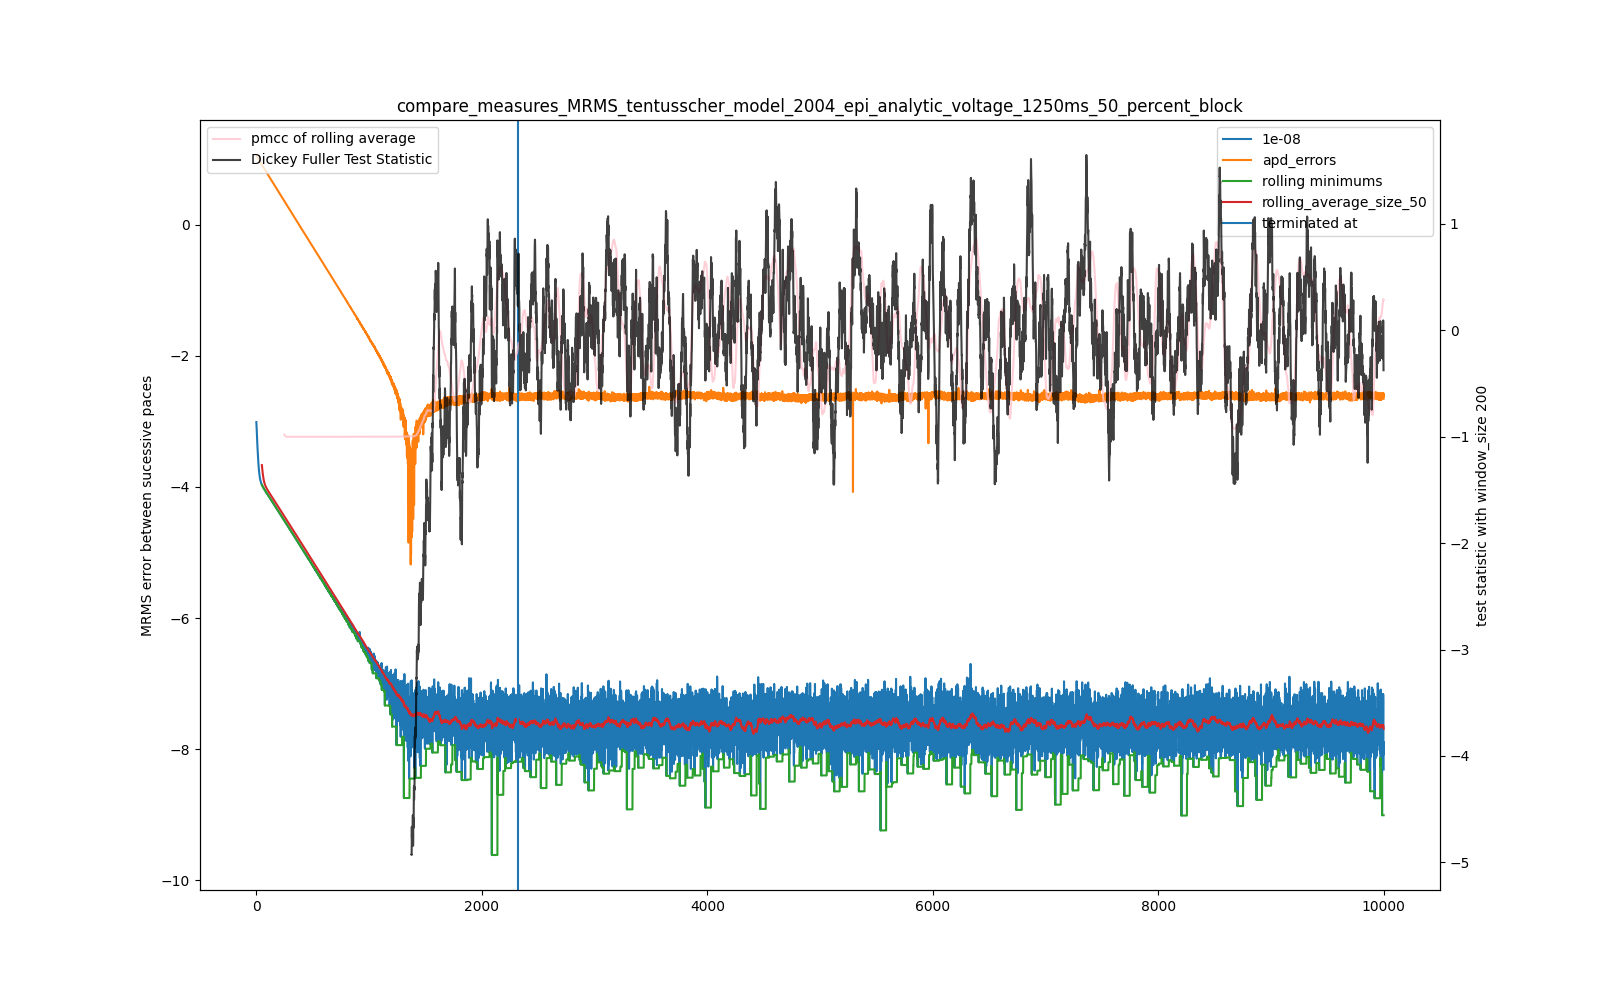 compare_measures_MRMS_tentusscher_model_2004_epi_analytic_voltage_1250ms_50_percent_block
pmcc of rolling average
Dickey Fuller Test Statistic
1e-08
apd_errors
rolling minimums
rolling_average_size_50
terminated at
MRMS error between sucessive paces
0
−2
−4
−6
−8
−10
1
0
−1
−2
−3
−4
−5
test statistic with window_size 200
0
2000
4000
6000
8000
10000